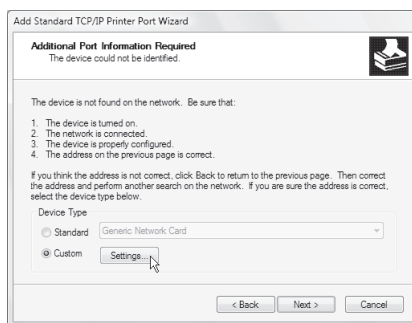 Add Standard TCP/IP Printer Port Wizard
Additional Port Information Required
The device could not be identified.
The device is not found on the network. Be sure that:
1. The device is turned on.
2. The network is connected.
3. The device is properly configured.
4. The address on the previous page is correct.
If you think the address is not correct, click Back to return to the previous page. Then correct
the address and perform another search on the network. If you are sure the address is correct,
select the device type below.
Device Type
Standard Generic Network Card
Custom Settings...
< Back Next > Cancel